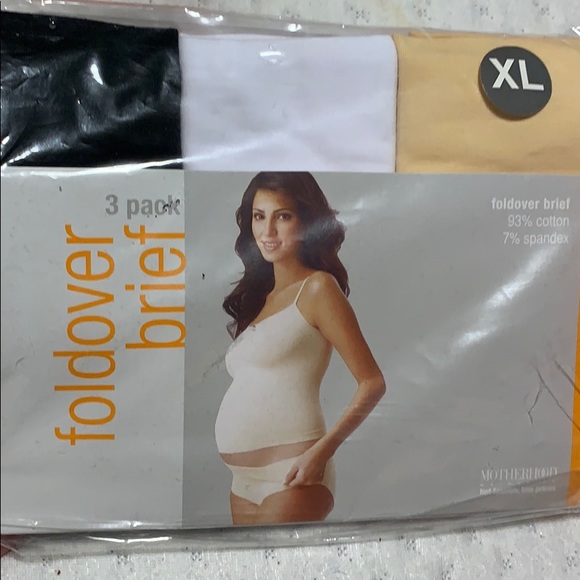 XL
3 pack
foldover
brief
foldover brief
93% cotton
7% spandex
MOTHERHOOD